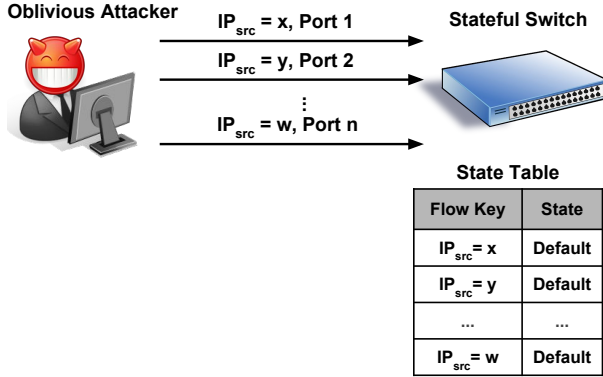 Oblivious Attacker
IPsrc = x, Port 1
Stateful Switch
IPsrc = y, Port 2
...
IPsrc = w, Port n
State Table
Flow Key State
IPsrc= x Default
IPsrc= y Default
... ...
IPsrc= w Default